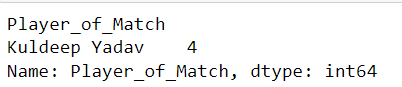 Player_of_Match
Kuldeep Yadav    4
Name: Player_of_Match, dtype: int64